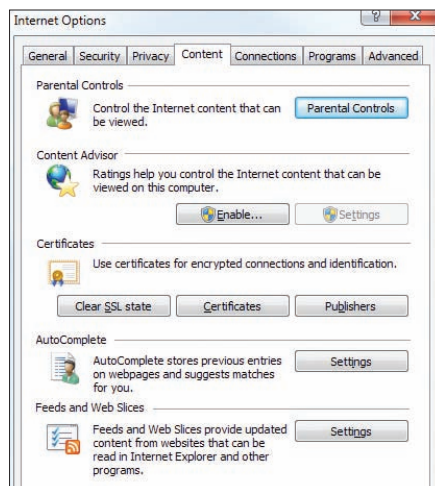 Internet Options
?
General Security Privacy Content Connections Programs Advanced
Parental Controls
Control the Internet content that can
be viewed.
Parental Controls
Content Advisor
Ratings help you control the Internet content that can be
viewed on this computer.
Enable... Settings
Certificates
Use certificates for encrypted connections and identification.
Clear SSL state Certificates Publishers
AutoComplete
AutoComplete stores previous entries
on webpages and suggests matches
for you.
Settings
Feeds and Web Slices
Feeds and Web Slices provide updated
content from websites that can be
read in Internet Explorer and other
programs.
Settings